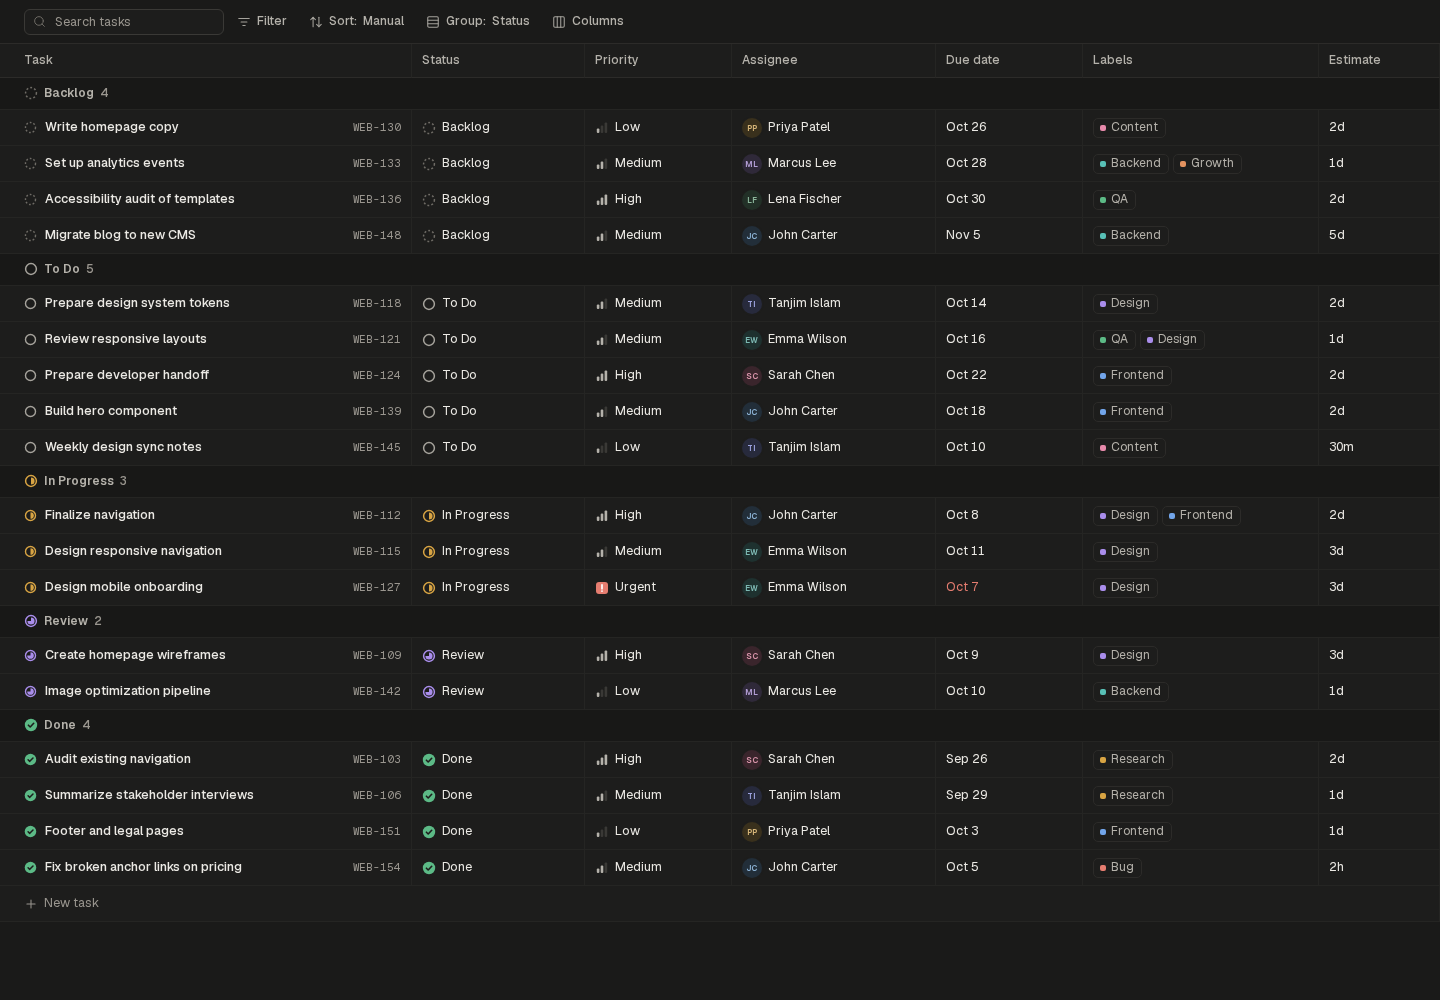 Search tasks Filter Sort: Manual Group: Status Columns
Task Status Priority Assignee Due date Labels Estimate
Backlog 4
Write homepage copy WEB-130 Backlog Low PP Priya Patel Oct 26 Content 2d
Set up analytics events WEB-133 Backlog Medium ML Marcus Lee Oct 28 Backend Growth 1d
Accessibility audit of templates WEB-136 Backlog High LF Lena Fischer Oct 30 QA 2d
Migrate blog to new CMS WEB-148 Backlog Medium JC John Carter Nov 5 Backend 5d
To Do 5
Prepare design system tokens WEB-118 To Do Medium TI Tanjim Islam Oct 14 Design 2d
Review responsive layouts WEB-121 To Do Medium EW Emma Wilson Oct 16 QA Design 1d
Prepare developer handoff WEB-124 To Do High SC Sarah Chen Oct 22 Frontend 2d
Build hero component WEB-139 To Do Medium JC John Carter Oct 18 Frontend 2d
Weekly design sync notes WEB-145 To Do Low TI Tanjim Islam Oct 10 Content 30m
In Progress 3
Finalize navigation WEB-112 In Progress High JC John Carter Oct 8 Design Frontend 2d
Design responsive navigation WEB-115 In Progress Medium EW Emma Wilson Oct 11 Design 3d
Design mobile onboarding WEB-127 In Progress Urgent EW Emma Wilson Oct 7 Design 3d
Review 2
Create homepage wireframes WEB-109 Review High SC Sarah Chen Oct 9 Design 3d
Image optimization pipeline WEB-142 Review Low ML Marcus Lee Oct 10 Backend 1d
Done 4
Audit existing navigation WEB-103 Done High SC Sarah Chen Sep 26 Research 2d
Summarize stakeholder interviews WEB-106 Done Medium TI Tanjim Islam Sep 29 Research 1d
Footer and legal pages WEB-151 Done Low PP Priya Patel Oct 3 Frontend 1d
Fix broken anchor links on pricing WEB-154 Done Medium JC John Carter Oct 5 Bug 2h
New task